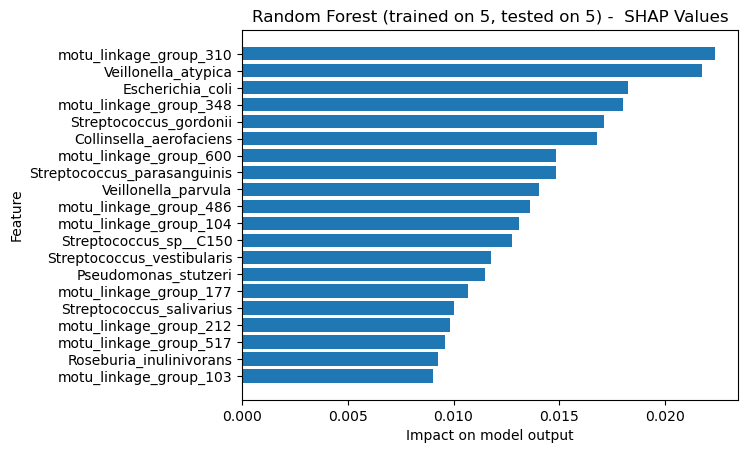 Random Forest (trained on 5, tested on 5) -  SHAP Values
motu_linkage_group_310
Veillonella_atypica
Escherichia_coli
motu_linkage_group_348
Streptococcus_gordonii
Collinsella_aerofaciens
motu_linkage_group_600
Streptococcus_parasanguinis
Veillonella_parvula
motu_linkage_group_486
motu_linkage_group_104
Streptococcus_sp__C150
Streptococcus_vestibularis
Pseudomonas_stutzeri
motu_linkage_group_177
Streptococcus_salivarius
motu_linkage_group_212
motu_linkage_group_517
Roseburia_inulinivorans
motu_linkage_group_103
Feature
0.000 0.005 0.010 0.015 0.020
Impact on model output